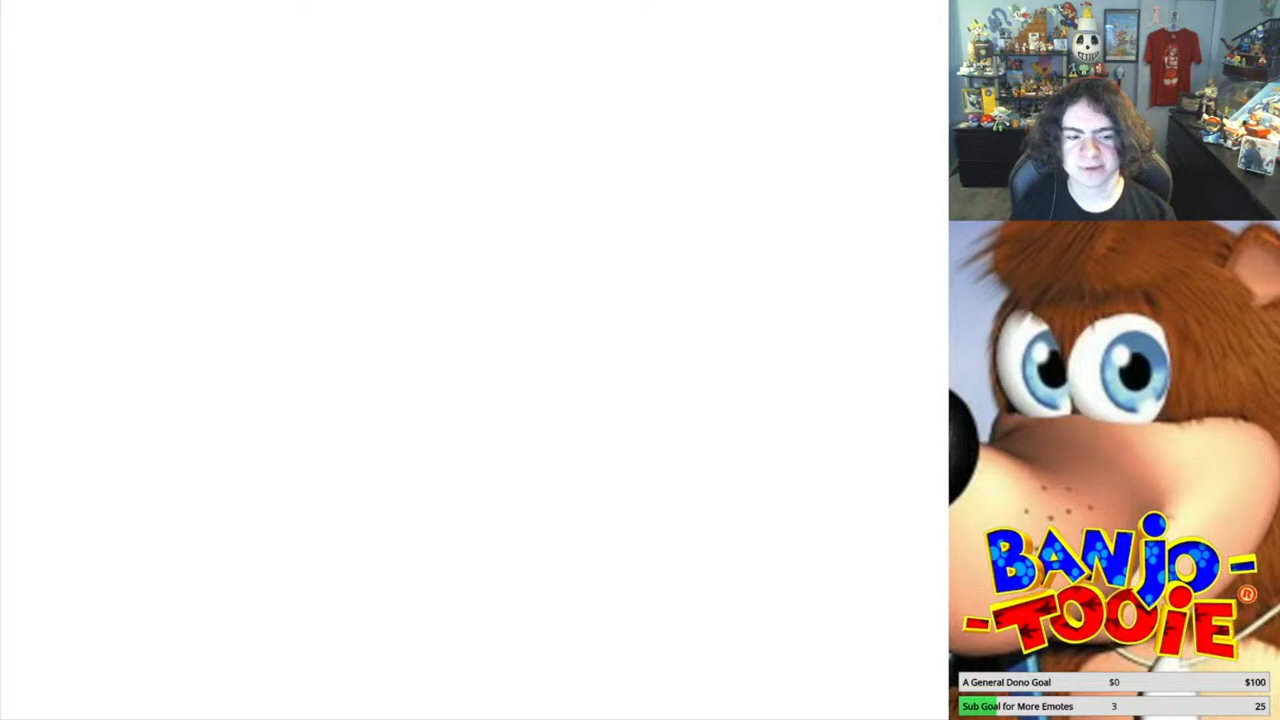 BANJO-
-TOOIE
®
A General Dono Goal $0 $100
Sub Goal for More Emotes 3 25